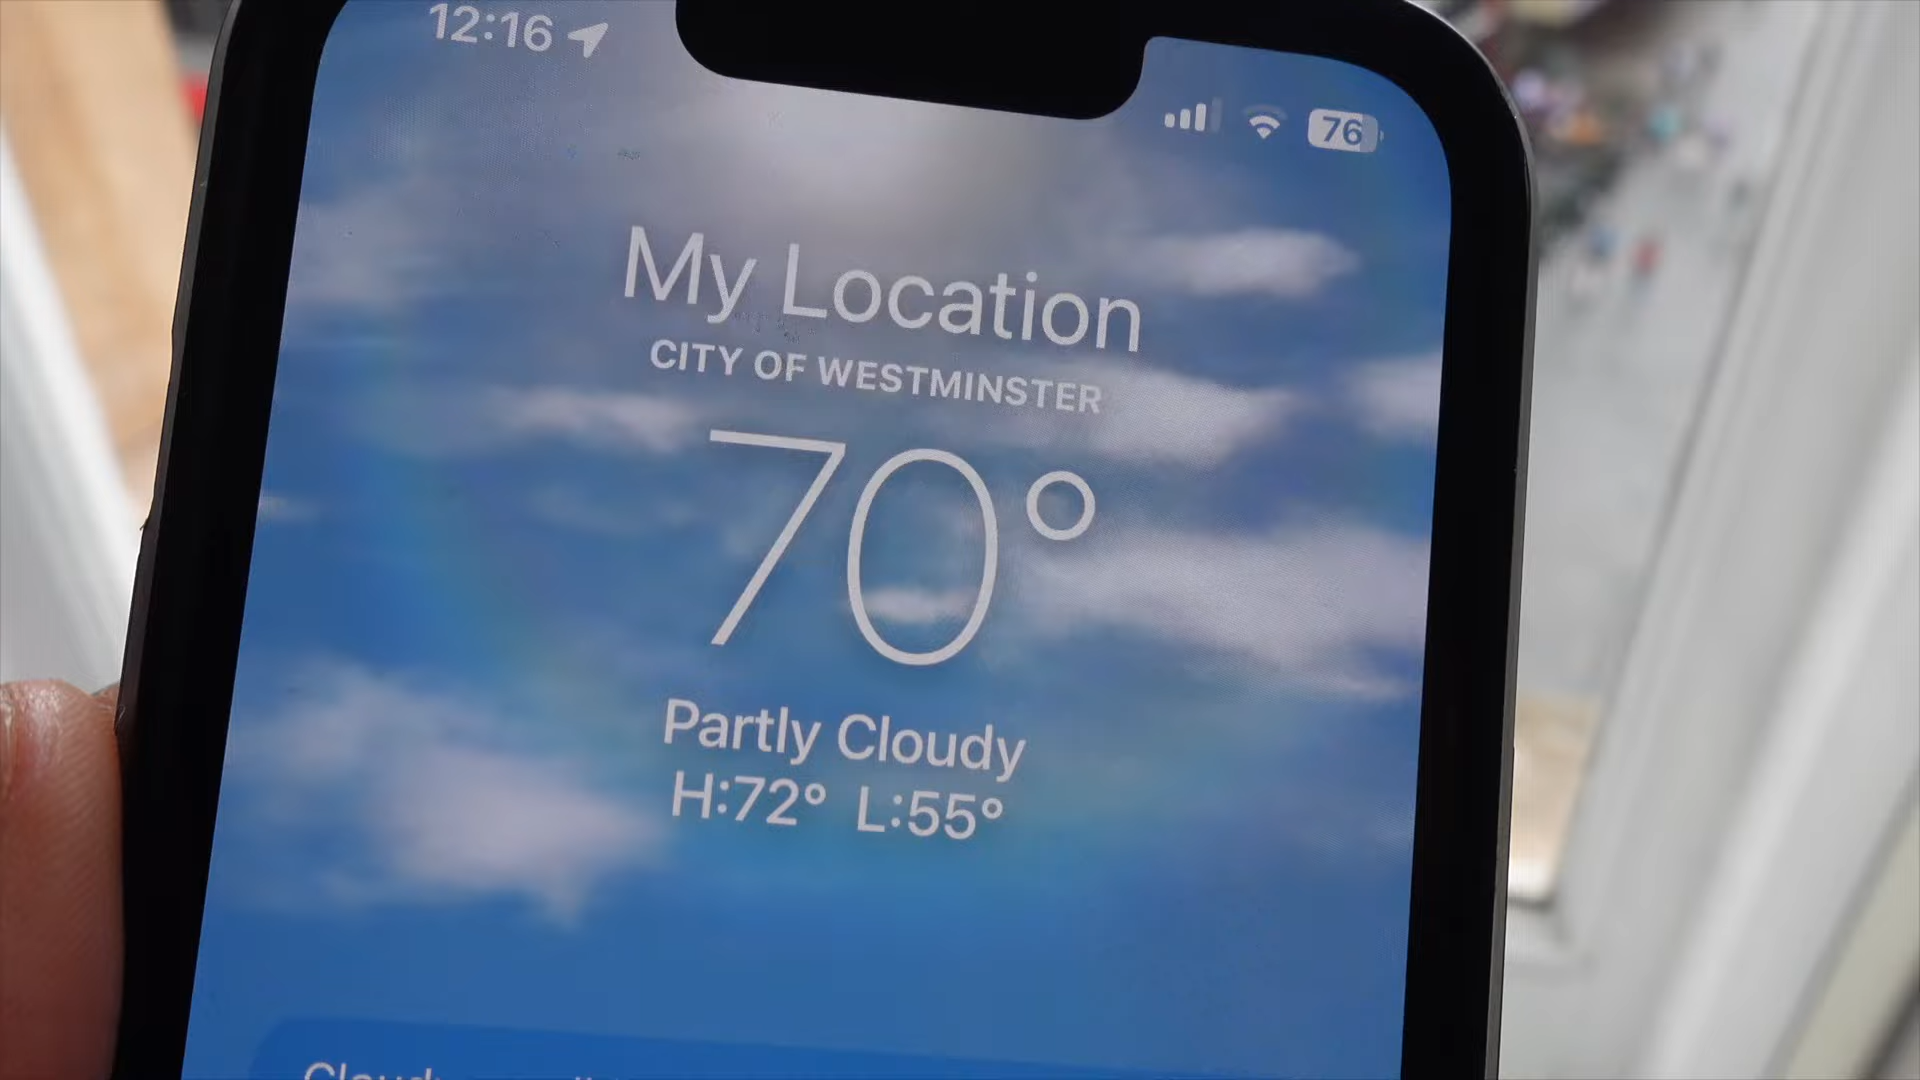 12:16
76
My Location
CITY OF WESTMINSTER
70°
Partly Cloudy
H:72° L:55°